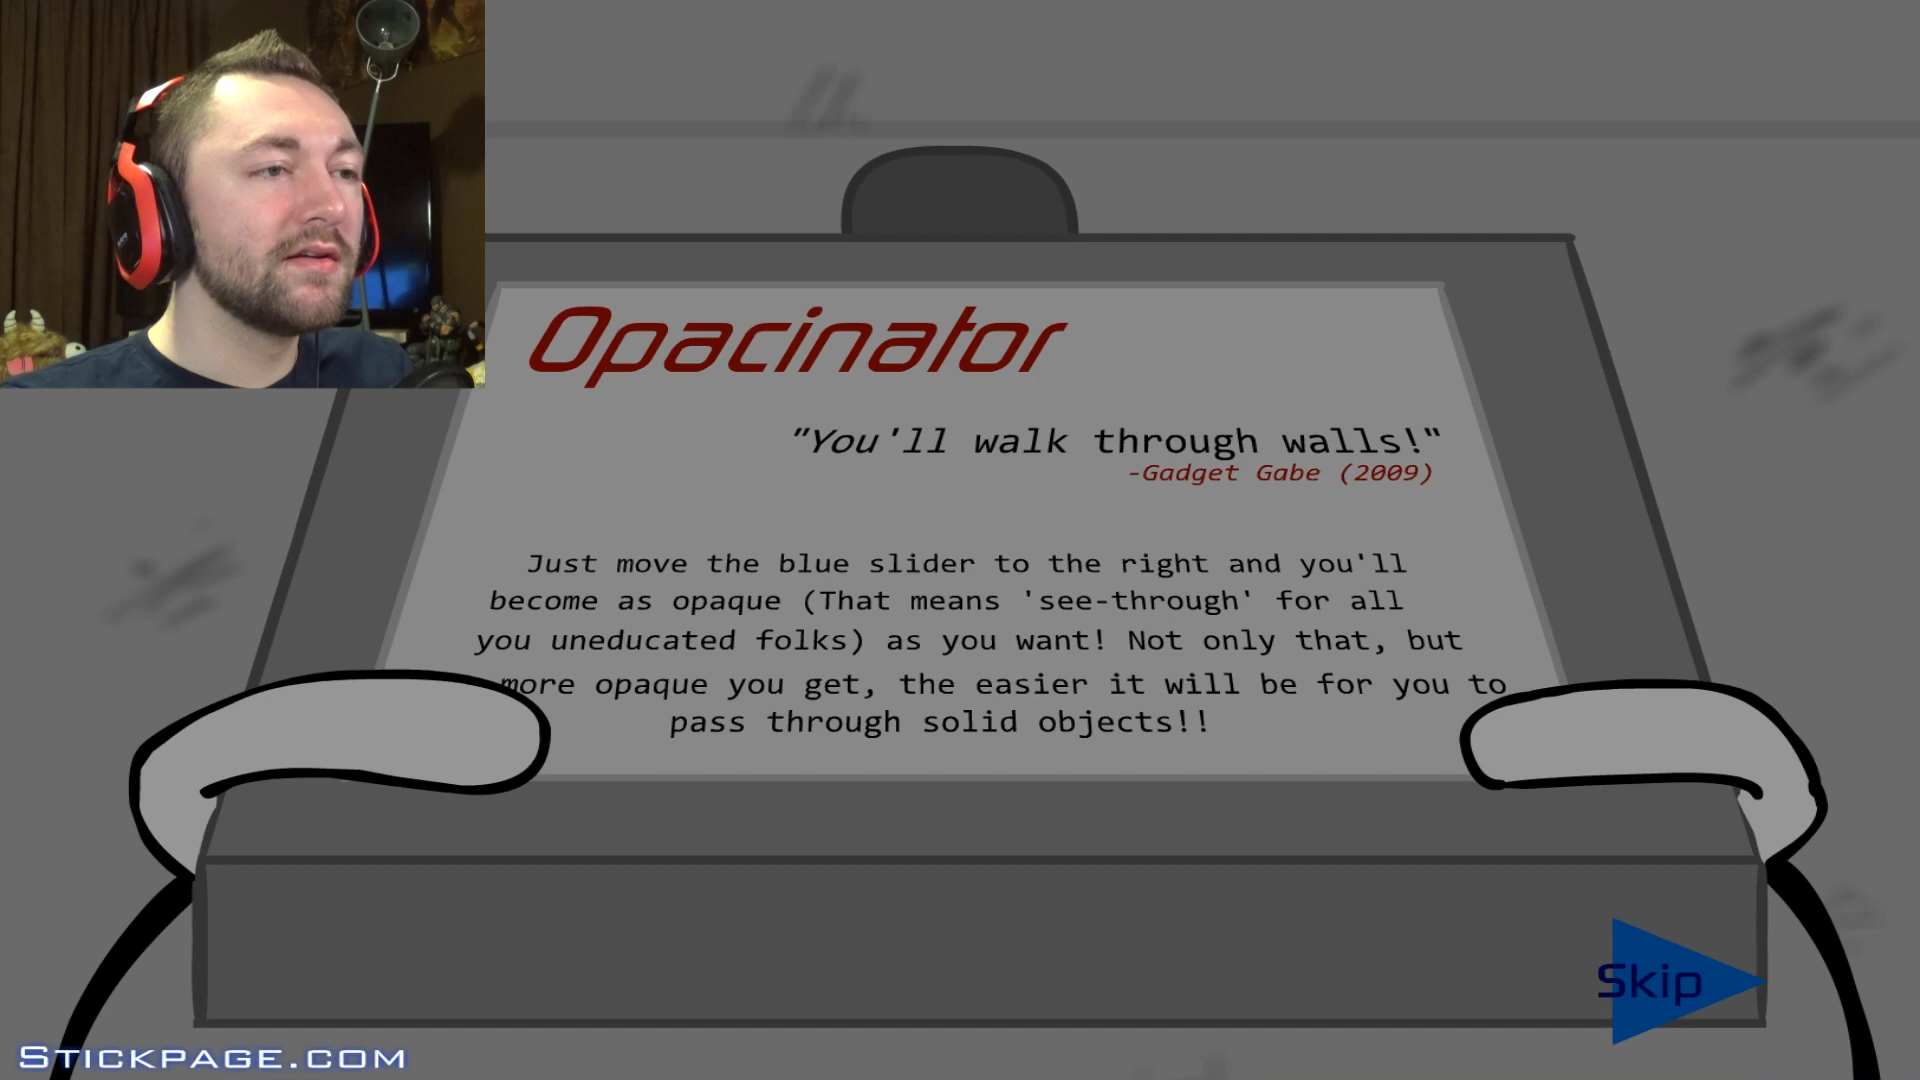 Opacinator
"You'll walk through walls!"
-Gadget Gabe (2009)
Just move the blue slider to the right and you'll
become as opaque (That means 'see-through' for all
you uneducated folks) as you want! Not only that, but
more opaque you get, the easier it will be for you to
pass through solid objects!!
Skip
STICKPAGE.COM